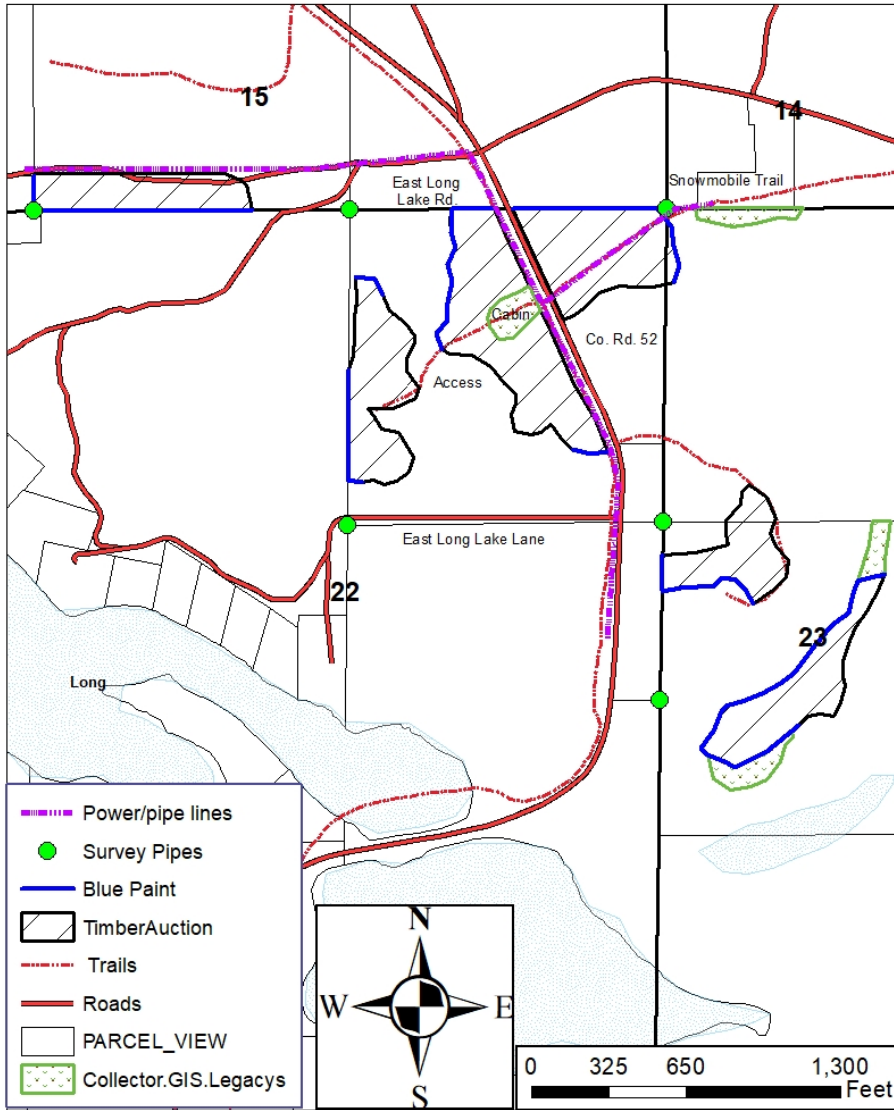 15
14
East Long
Lake Rd.
Snowmobile Trail
Cabin
Co. Rd. 52
Access
East Long Lake Lane
22
23
Long
Power/pipe lines
Survey Pipes
Blue Paint
TimberAuction
Trails
Roads
PARCEL_VIEW
Collector.GIS.Legacys
N
W E
S
0 325 650 1,300
Feet